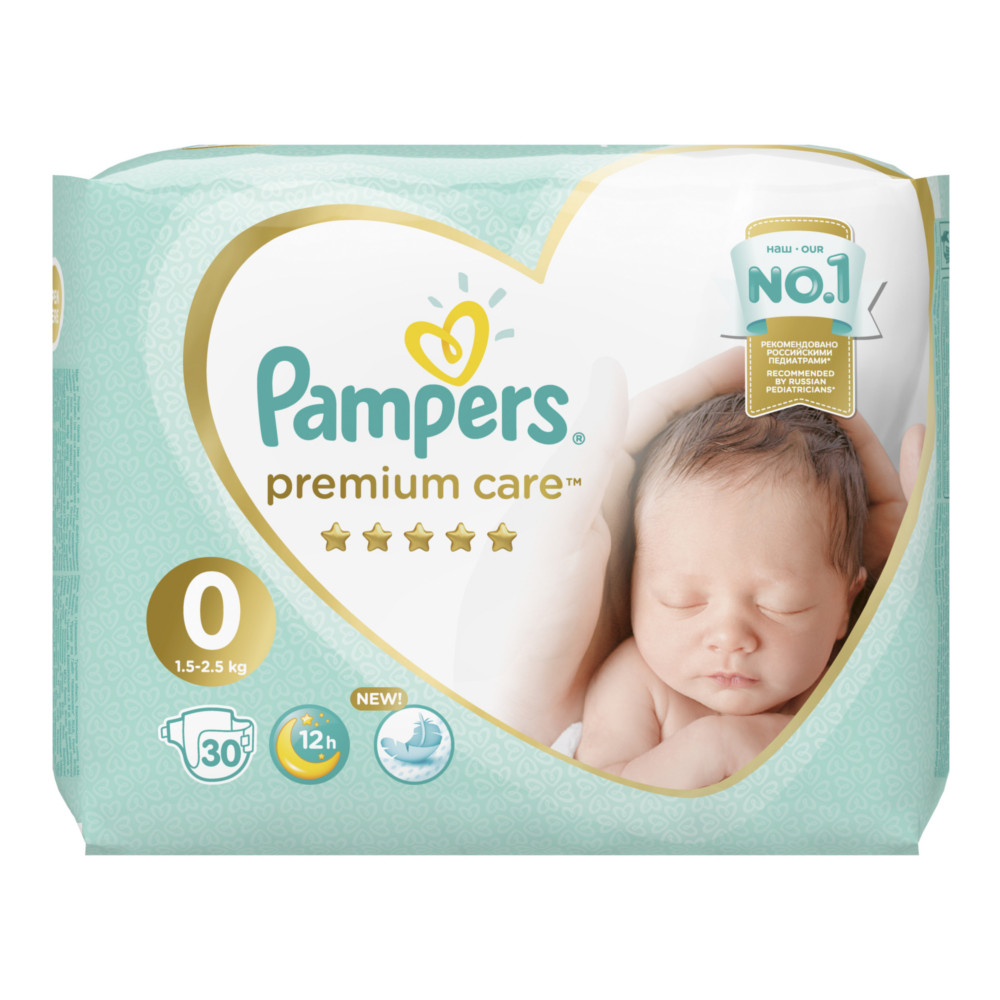 наш · OUR
NO.1
РЕКОМЕНДОВАНО
РОССИЙСКИМИ
ПЕДИАТРАМИ*
RECOMMENDED
BY RUSSIAN
PEDIATRICIANS*
Pampers®
premium care™
0
1.5-2.5 kg
NEW!
30
12h